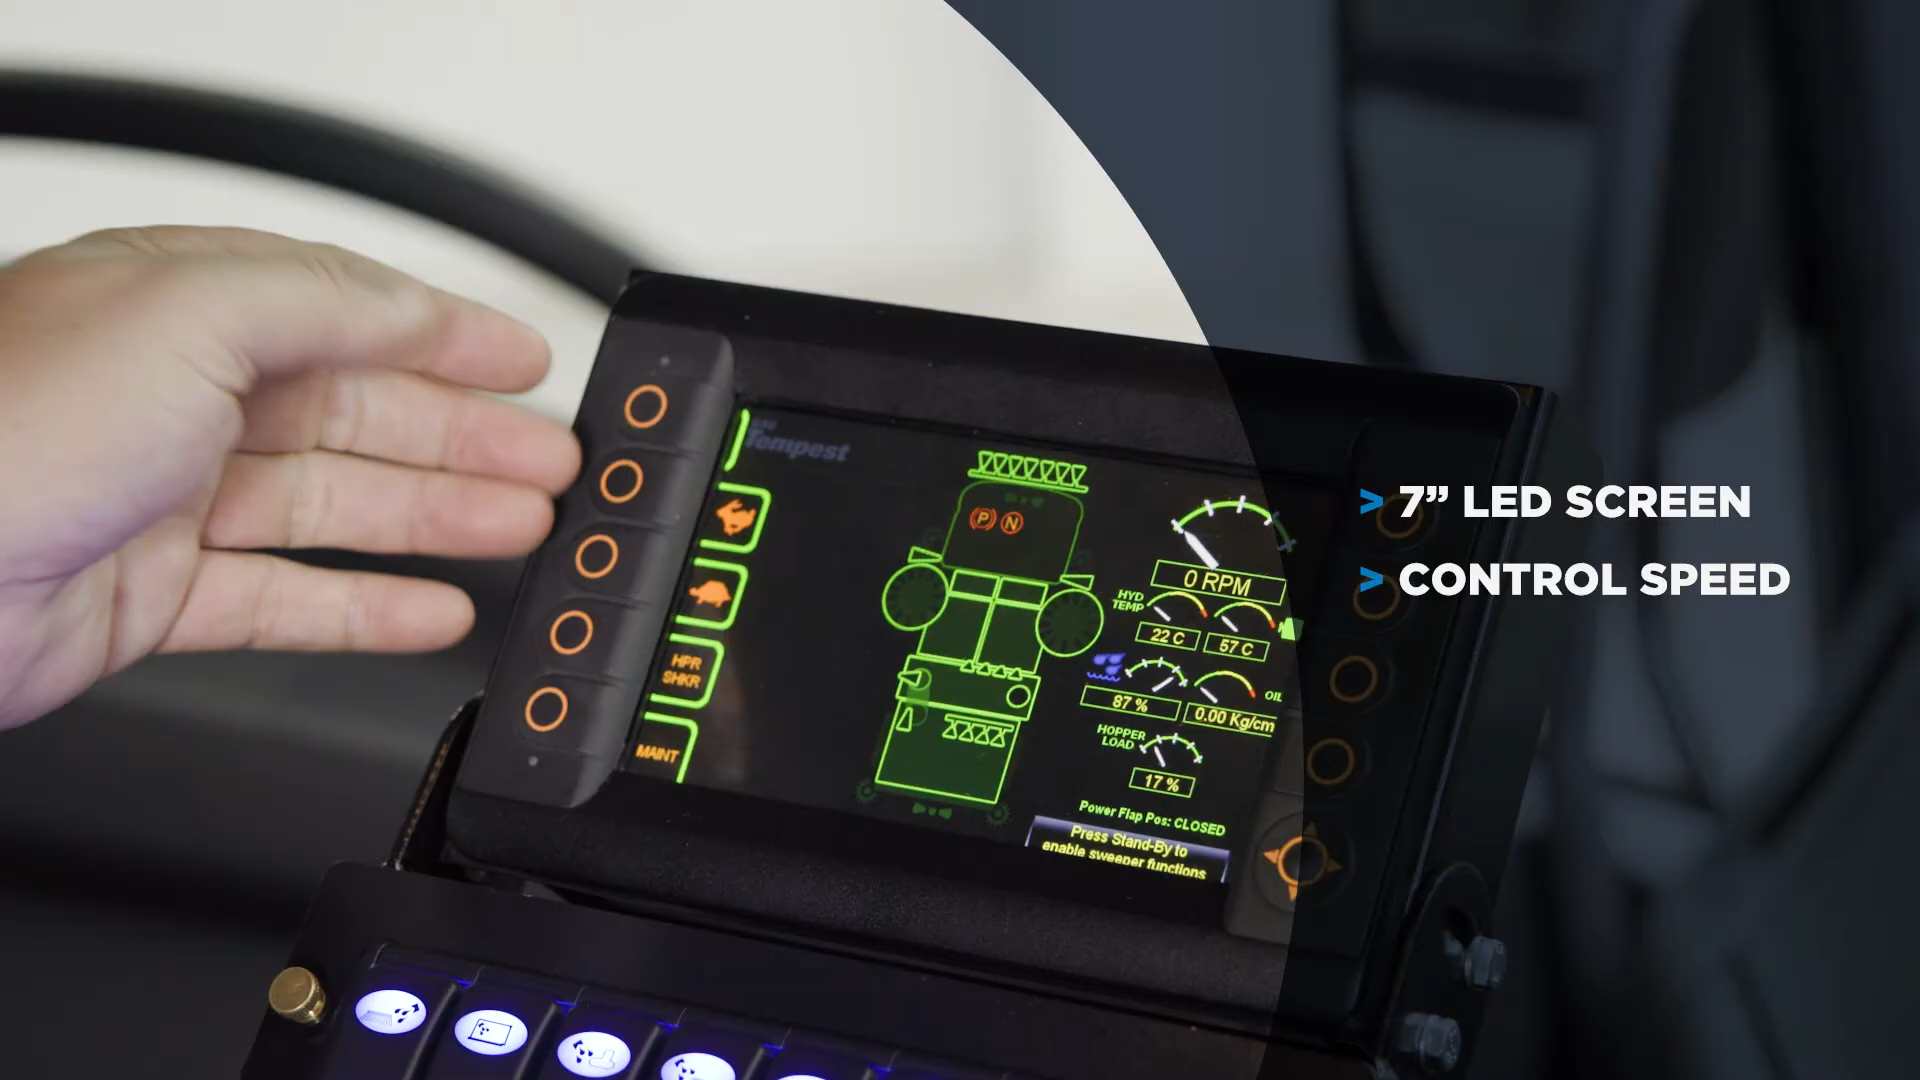 Tempest
P N
0 RPM
HYD
TEMP
22 C
57 C
HPR
SHKR
87 %
OIL
0.00 Kg/cm
HOPPER
LOAD
17 %
MAINT
Power Flap Pos: CLOSED
Press Stand-By to
enable sweeper functions
> 7” LED SCREEN
> CONTROL SPEED